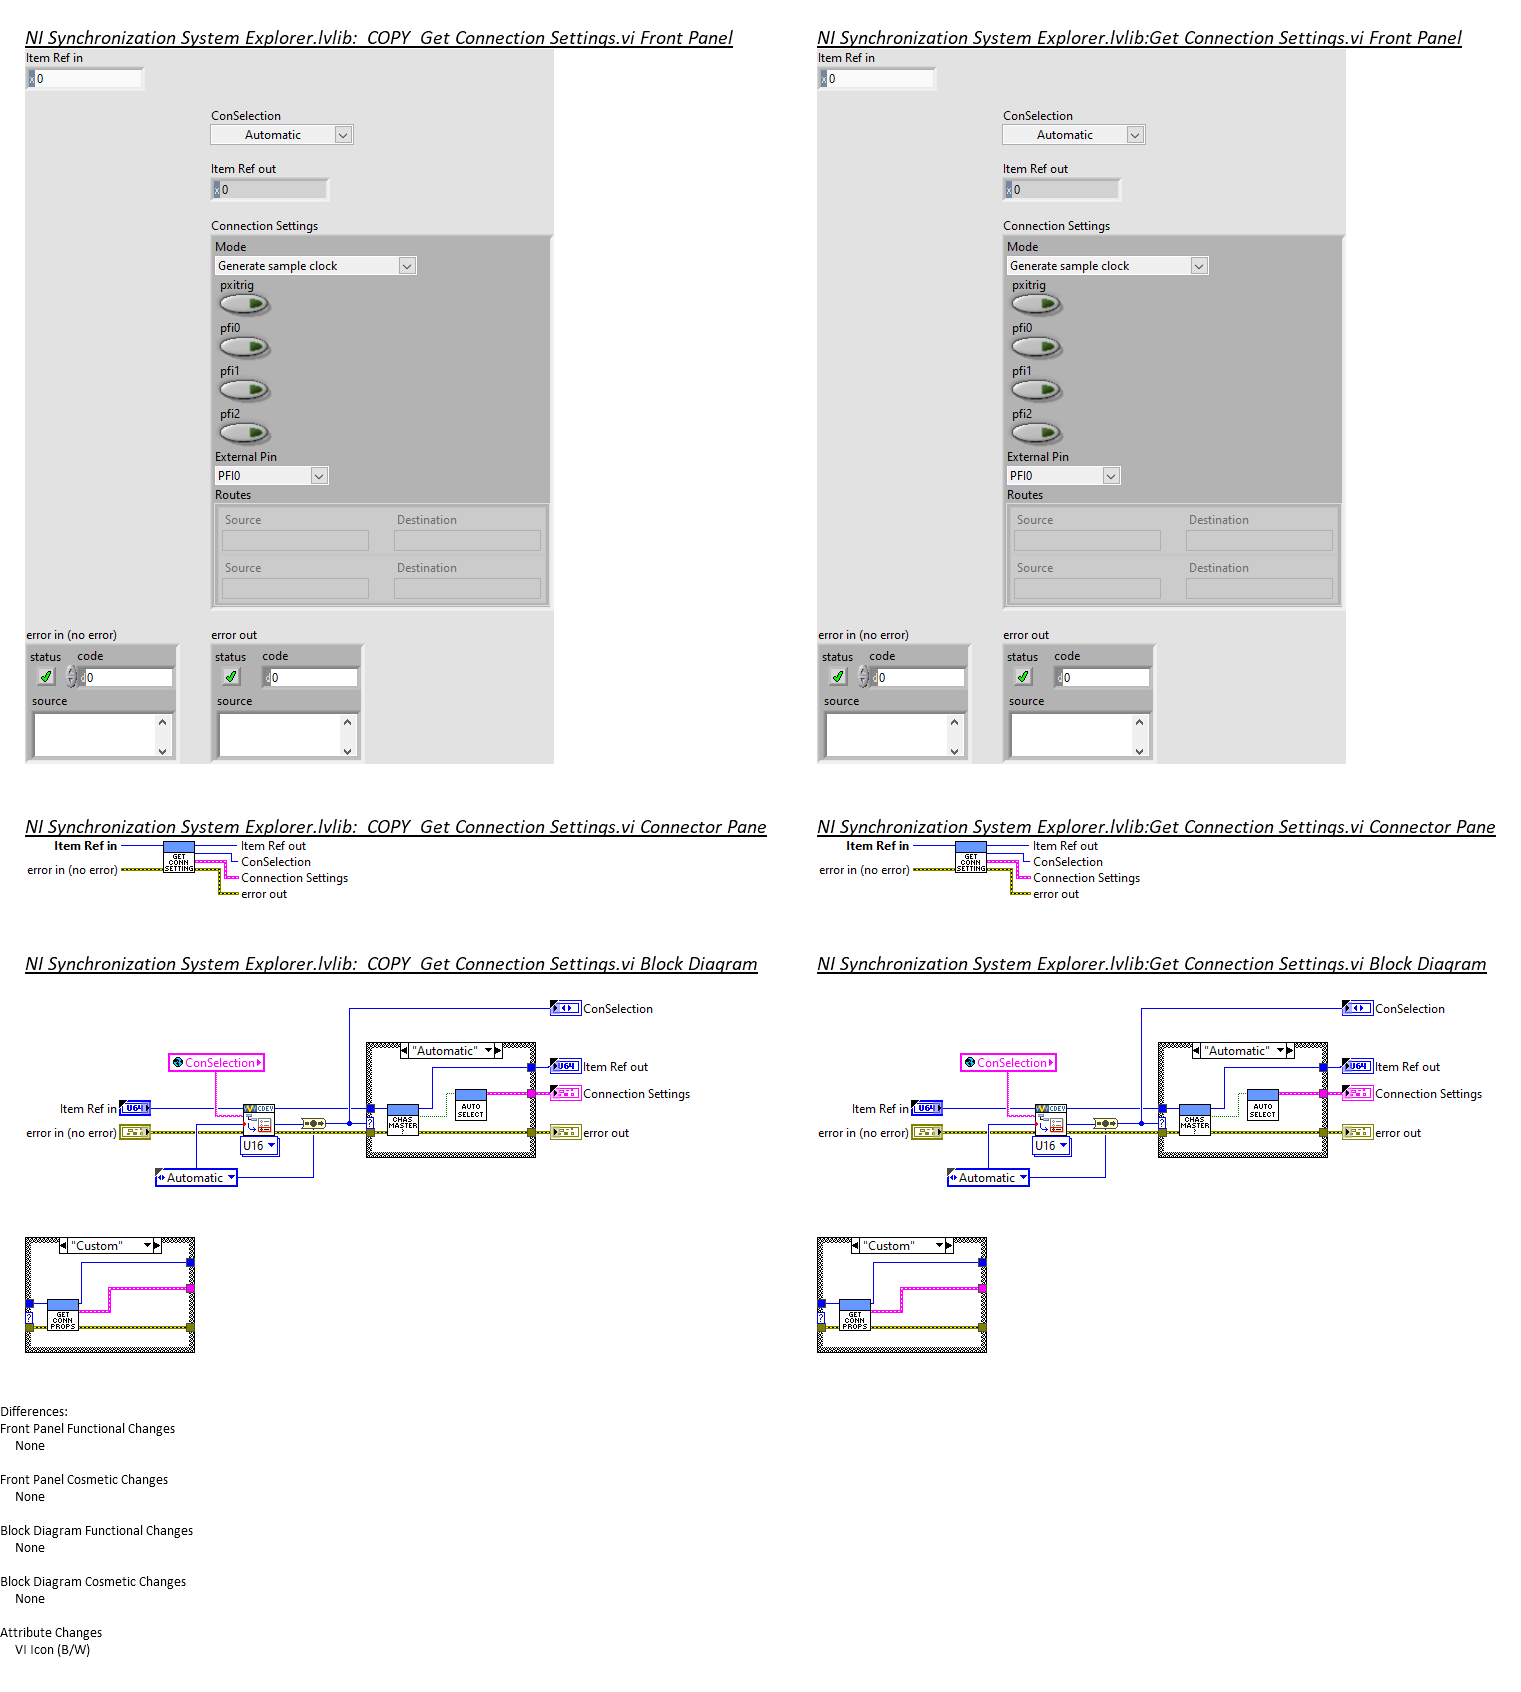 NI Synchronization System Explorer.lvlib:_COPY_Get Connection Settings.vi Front Panel
Item Ref in
x 0
ConSelection
Automatic
Item Ref out
x 0
Connection Settings
Mode
Generate sample clock
pxitrig
pfi0
pfi1
pfi2
External Pin
PFI0
Routes
Source Destination
Source Destination
error in (no error)
status code
d 0
source
error out
status code
d 0
source
NI Synchronization System Explorer.lvlib:Get Connection Settings.vi Front Panel
Item Ref in
x 0
ConSelection
Automatic
Item Ref out
x 0
Connection Settings
Mode
Generate sample clock
pxitrig
pfi0
pfi1
pfi2
External Pin
PFI0
Routes
Source Destination
Source Destination
error in (no error)
status code
d 0
source
error out
status code
d 0
source
NI Synchronization System Explorer.lvlib:_COPY_Get Connection Settings.vi Connector Pane
Item Ref in
error in (no error)
GET
CONN
SETTING
Item Ref out
ConSelection
Connection Settings
error out
NI Synchronization System Explorer.lvlib:Get Connection Settings.vi Connector Pane
Item Ref in
error in (no error)
GET
CONN
SETTING
Item Ref out
ConSelection
Connection Settings
error out
NI Synchronization System Explorer.lvlib:_COPY_Get Connection Settings.vi Block Diagram
ConSelection
ConSelection
"Automatic"
Item Ref out
U64
Connection Settings
Item Ref in
U64
CDEV
CHAS
MASTER
?
AUTO
SELECT
error in (no error)
?
error out
U16
Automatic
"Custom"
?
GET
CONN
PROPS
NI Synchronization System Explorer.lvlib:Get Connection Settings.vi Block Diagram
ConSelection
ConSelection
"Automatic"
Item Ref out
U64
Connection Settings
Item Ref in
U64
CDEV
CHAS
MASTER
?
AUTO
SELECT
error in (no error)
?
error out
U16
Automatic
"Custom"
?
GET
CONN
PROPS
Differences:
Front Panel Functional Changes
None
Front Panel Cosmetic Changes
None
Block Diagram Functional Changes
None
Block Diagram Cosmetic Changes
None
Attribute Changes
VI Icon (B/W)